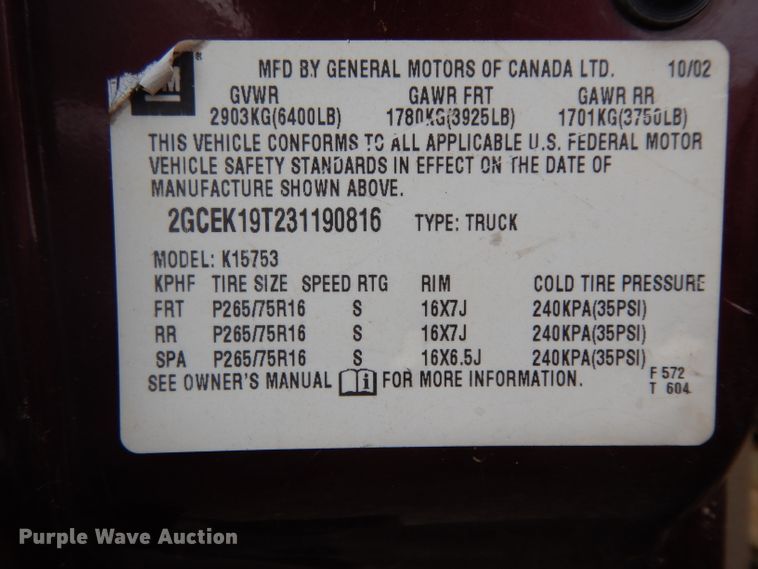 GM ® MFD BY GENERAL MOTORS OF CANADA LTD. 10/02
GVWR GAWR FRT GAWR RR
2903KG(6400LB) 1780KG(3925LB) 1701KG(3750LB)
THIS VEHICLE CONFORMS TO ALL APPLICABLE U.S. FEDERAL MOTOR
VEHICLE SAFETY STANDARDS IN EFFECT ON THE DATE OF
MANUFACTURE SHOWN ABOVE.
2GCEK19T231190816 TYPE: TRUCK
MODEL: K15753
KPHF TIRE SIZE SPEED RTG RIM COLD TIRE PRESSURE
FRT P265/75R16 S 16X7J 240KPA(35PSI)
RR P265/75R16 S 16X7J 240KPA(35PSI)
SPA P265/75R16 S 16X6.5J 240KPA(35PSI)
SEE OWNER'S MANUAL i FOR MORE INFORMATION.
F 572
T 604
Purple Wave Auction